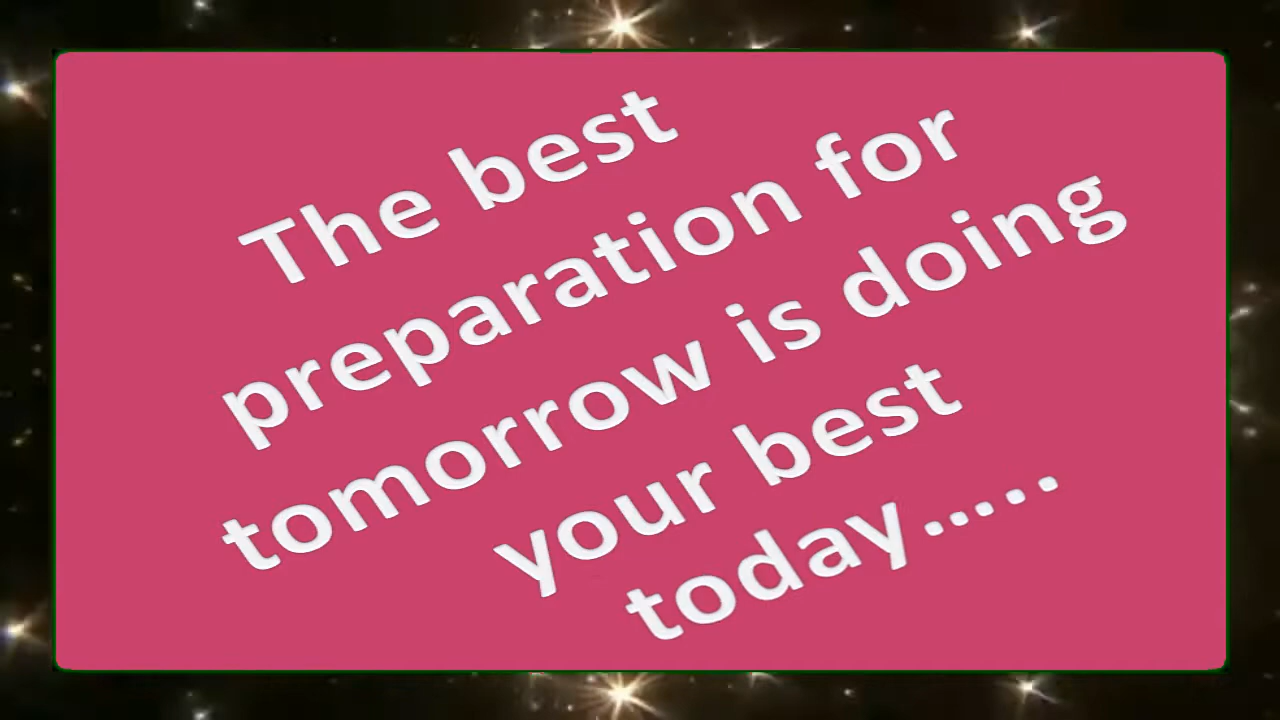 The best
preparation for
tomorrow is doing
your best
today.....